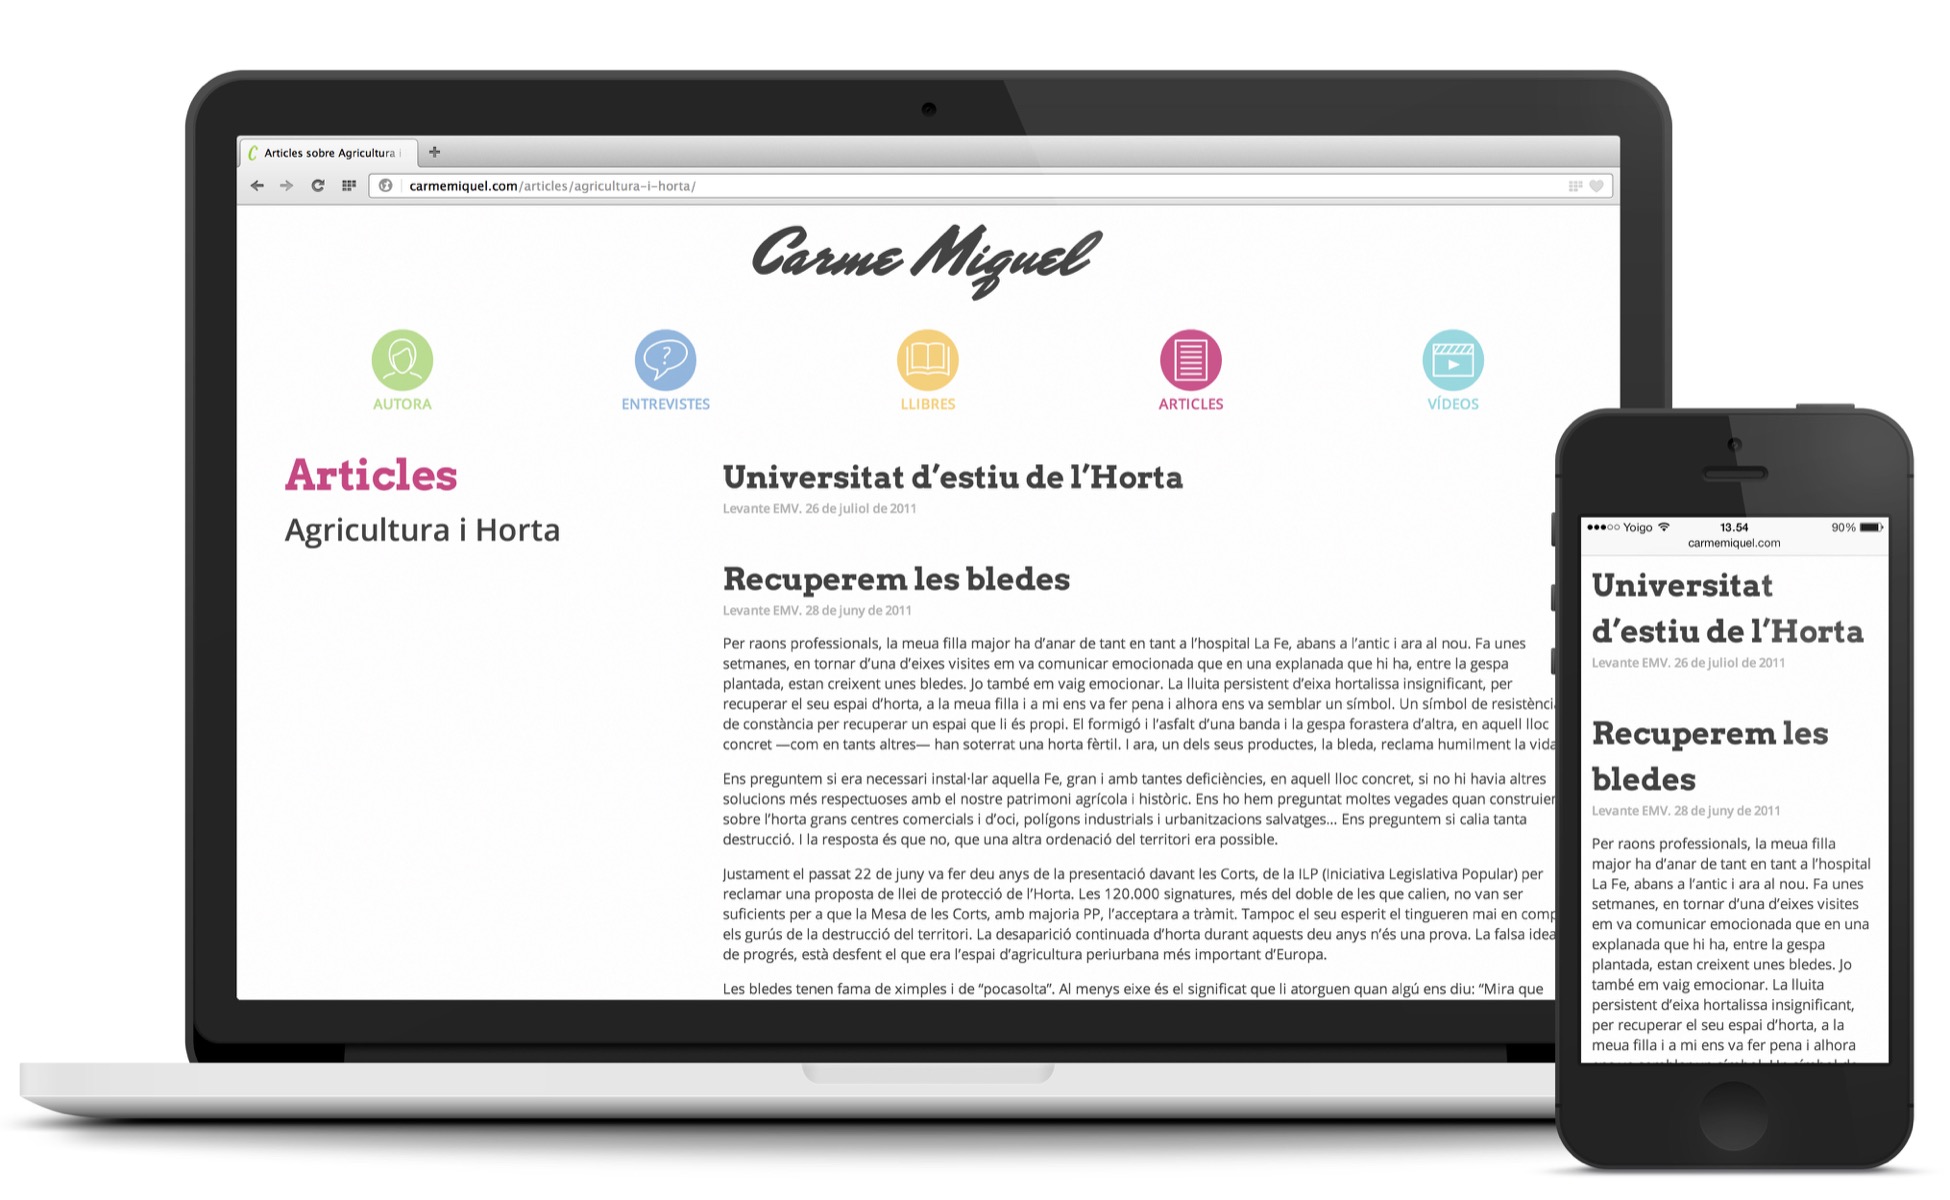 Articles sobre Agricultura i
carmemiquel.com/articles/agricultura-i-horta/
Carme Miquel
AUTORA
ENTREVISTES
LLIBRES
ARTICLES
VÍDEOS
Articles
Agricultura i Horta
Universitat d'estiu de l'Horta
Levante EMV. 26 de juliol de 2011
Recuperem les bledes
Levante EMV. 28 de juny de 2011
Per raons professionals, la meua filla major ha d'anar de tant en tant a l'hospital La Fe, abans a l'antic i ara al nou. Fa unes
setmanes, en tornar d'una d'eixes visites em va comunicar emocionada que en una explanada que hi ha, entre la gespa
plantada, estan creixent unes bledes. Jo també em vaig emocionar. La lluita persistent d'eixa hortalissa insignificant, per
recuperar el seu espai d'horta, a la meua filla i a mi ens va fer pena i alhora ens va semblar un símbol. Un símbol de resistènci
de constància per recuperar un espai que li és propi. El formigó i l'asfalt d'una banda i la gespa forastera d'altra, en aquell lloc
concret —com en tants altres— han soterrat una horta fèrtil. I ara, un dels seus productes, la bleda, reclama humilment la vida
Ens preguntem si era necessari instal·lar aquella Fe, gran i amb tantes deficiències, en aquell lloc concret, si no hi havia altres
solucions més respectuoses amb el nostre patrimoni agrícola i històric. Ens ho hem preguntat moltes vegades quan construïen
sobre l'horta grans centres comercials i d'oci, polígons industrials i urbanitzacions salvatges... Ens preguntem si calia tanta
destrucció. I la resposta és que no, que una altra ordenació del territori era possible.
Justament el passat 22 de juny va fer deu anys de la presentació davant les Corts, de la ILP (Iniciativa Legislativa Popular) per
reclamar una proposta de llei de protecció de l'Horta. Les 120.000 signatures, més del doble de les que calien, no van ser
suficients per a que la Mesa de les Corts, amb majoria PP, l'acceptara a tràmit. Tampoc el seu esperit el tingueren mai en comp
els gurús de la destrucció del territori. La desaparició continuada d'horta durant aquests deu anys n'és una prova. La falsa idea
de progrés, està desfent el que era l'espai d'agricultura periurbana més important d'Europa.
Les bledes tenen fama de ximples i de "pocasolta". Al menys eixe és el significat que li atorguen quan algú ens diu: "Mira que
Yoigo 13.54 90%
carmemiquel.com
Universitat
d'estiu de l'Horta
Levante EMV. 26 de juliol de 2011
Recuperem les
bledes
Levante EMV. 28 de juny de 2011
Per raons professionals, la meua filla
major ha d'anar de tant en tant a l'hospital
La Fe, abans a l'antic i ara al nou. Fa unes
setmanes, en tornar d'una d'eixes visites
em va comunicar emocionada que en una
explanada que hi ha, entre la gespa
plantada, estan creixent unes bledes. Jo
també em vaig emocionar. La lluita
persistent d'eixa hortalissa insignificant,
per recuperar el seu espai d'horta, a la
meua filla i a mi ens va fer pena i alhora